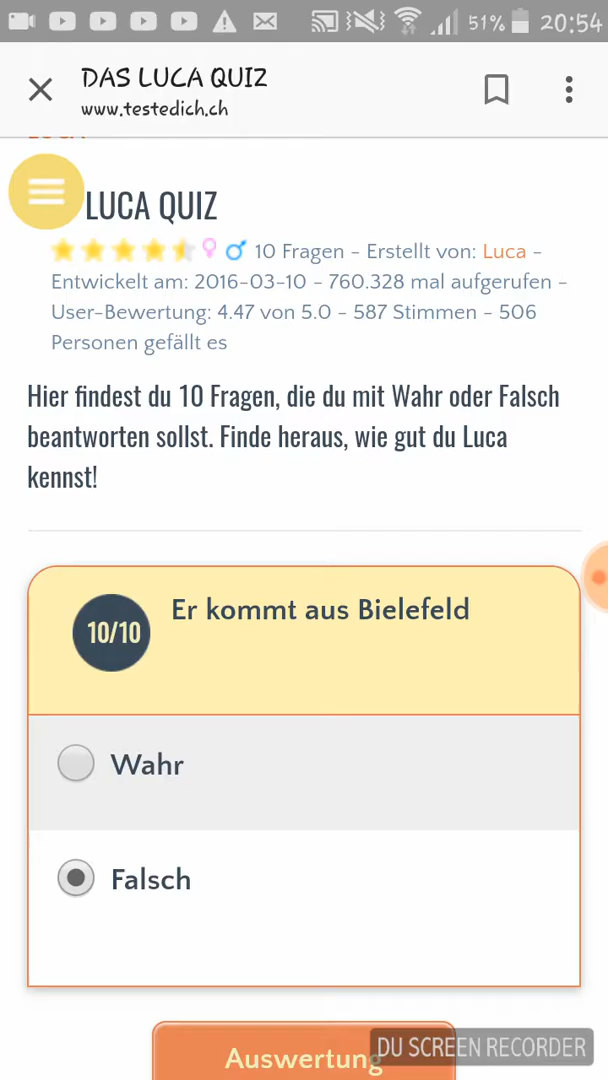 51% 20:54
DAS LUCA QUIZ
www.testedich.ch
LUCA QUIZ
10 Fragen - Erstellt von: Luca -
Entwickelt am: 2016-03-10 - 760.328 mal aufgerufen -
User-Bewertung: 4.47 von 5.0 - 587 Stimmen - 506
Personen gefällt es
Hier findest du 10 Fragen, die du mit Wahr oder Falsch
beantworten sollst. Finde heraus, wie gut du Luca
kennst!
Er kommt aus Bielefeld
10/10
Wahr
Falsch
Auswertung
DU SCREEN RECORDER